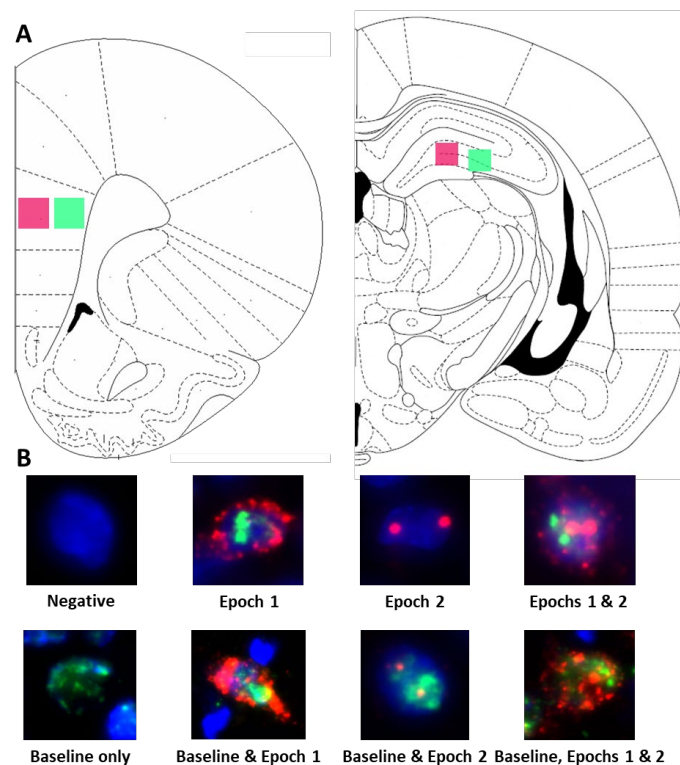 A
B
Negative
Epoch 1
Epoch 2
Epochs 1 & 2
Baseline only
Baseline & Epoch 1
Baseline & Epoch 2
Baseline, Epochs 1 & 2